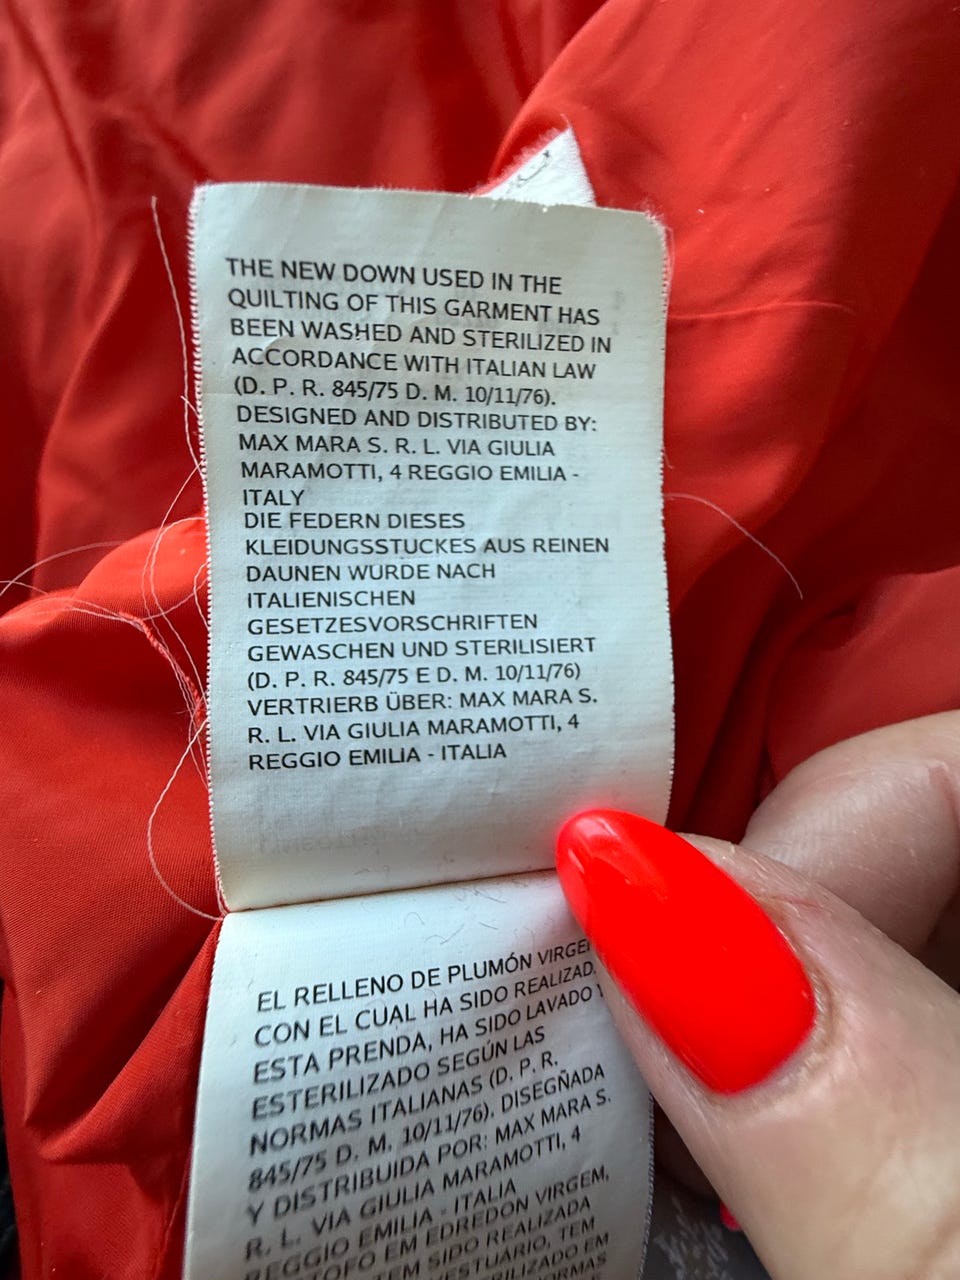 THE NEW DOWN USED IN THE
QUILTING OF THIS GARMENT HAS
BEEN WASHED AND STERILIZED IN
ACCORDANCE WITH ITALIAN LAW
(D. P. R. 845/75 D. M. 10/11/76).
DESIGNED AND DISTRIBUTED BY:
MAX MARA S. R. L. VIA GIULIA
MARAMOTTI, 4 REGGIO EMILIA -
ITALY
DIE FEDERN DIESES
KLEIDUNGSSTUCKES AUS REINEN
DAUNEN WURDE NACH
ITALIENISCHEN
GESETZESVORSCHRIFTEN
GEWASCHEN UND STERILISIERT
(D. P. R. 845/75 E D. M. 10/11/76)
VERTRIERB ÜBER: MAX MARA S.
R. L. VIA GIULIA MARAMOTTI, 4
REGGIO EMILIA - ITALIA
EL RELLENO DE PLUMÓN
CON EL CUAL HA SIDO
ESTA PRENDA, HA SIDO LAVADO
ESTERILIZADO SEGÚN LAS
NORMAS ITALIANAS (D. P. R.
845/75 D. M. 10/11/76). DISEGÑADA
Y DISTRIBUIDA POR: MAX MARA S.
R. L. VIA GIULIA MARAMOTTI, 4
REGGIO EMILIA - ITALIA
EM EDREDON VIRGEM,
TEM SIDO REALIZADA
TEM
EM